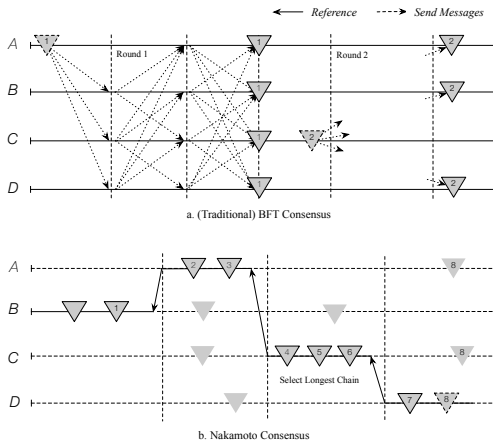 Reference Send Messages
A 1 Round 1 1 Round 2 2
B 1 2
C 1 2
D 1 2
a. (Traditional) BFT Consensus
A 2 3 8
B 1
C 4 5 6 8
Select Longest Chain
D 7 8
b. Nakamoto Consensus